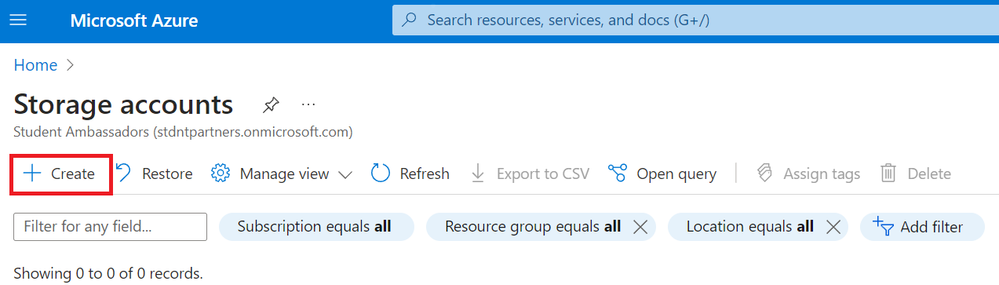 Microsoft Azure
Search resources, services, and docs (G+/)
Home >
Storage accounts ...
Student Ambassadors (stdntpartners.onmicrosoft.com)
+ Create Restore Manage view Refresh Export to CSV Open query Assign tags Delete
Filter for any field... Subscription equals all Resource group equals all Location equals all Add filter
Showing 0 to 0 of 0 records.